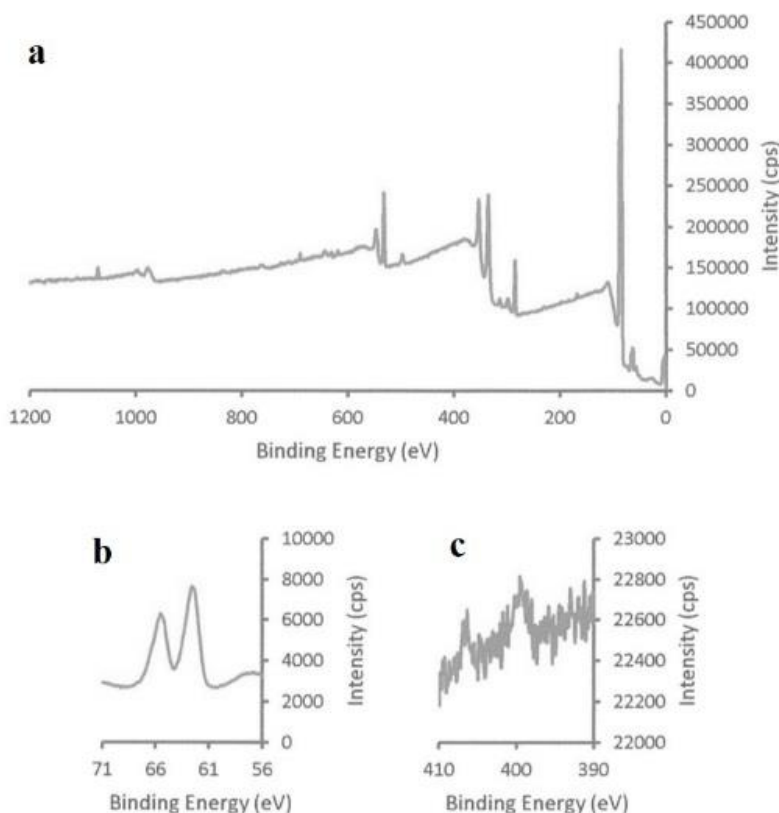 a
450000
400000
350000
300000
250000
200000
150000
100000
50000
0
Intensity (cps)
1200 1000 800 600 400 200 0
Binding Energy (eV)
b
10000
8000
6000
4000
2000
0
Intensity (cps)
71 66 61 56
Binding Energy (eV)
c
23000
22800
22600
22400
22200
22000
Intensity (cps)
410 400 390
Binding Energy (eV)